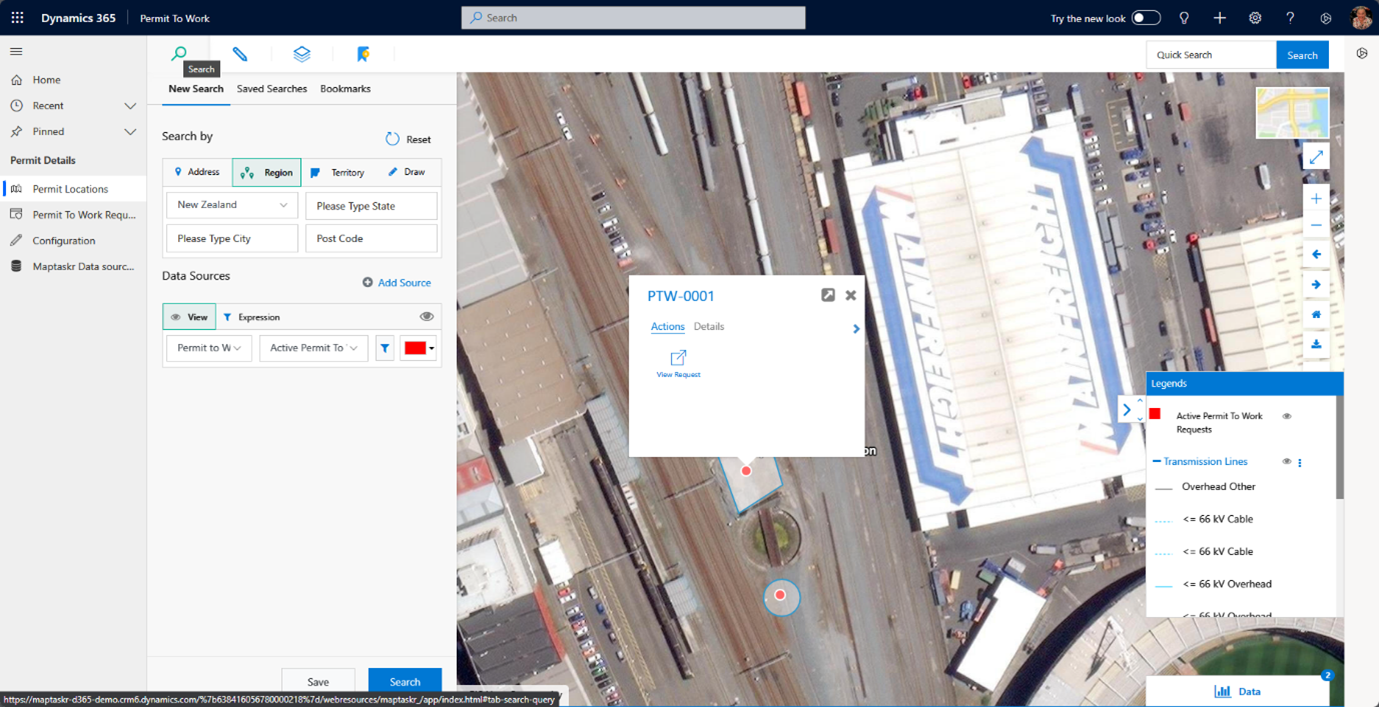 Dynamics 365
Permit To Work
Search
Try the new look
Search
Quick Search
Search
Home
Recent
Pinned
Permit Details
Permit Locations
Permit To Work Requ...
Configuration
Maptaskr Data sourc...
New Search
Saved Searches
Bookmarks
Search by
Reset
Address
Region
Territory
Draw
New Zealand
Please Type State
Please Type City
Post Code
Data Sources
Add Source
View
Expression
Permit to W
Active Permit To
Save
Search
PTW-0001
Actions
Details
View Request
on
Legends
Active Permit To Work
Requests
Transmission Lines
Overhead Other
<= 66 kV Cable
<= 66 kV Cable
<= 66 kV Overhead
<= 66 kV Overhead
2
Data
https://maptaskr-d365-demo.crm6.dynamics.com/%7b638416056780000218%7d/webresources/maptaskr_/app/index.html#tab-search-query